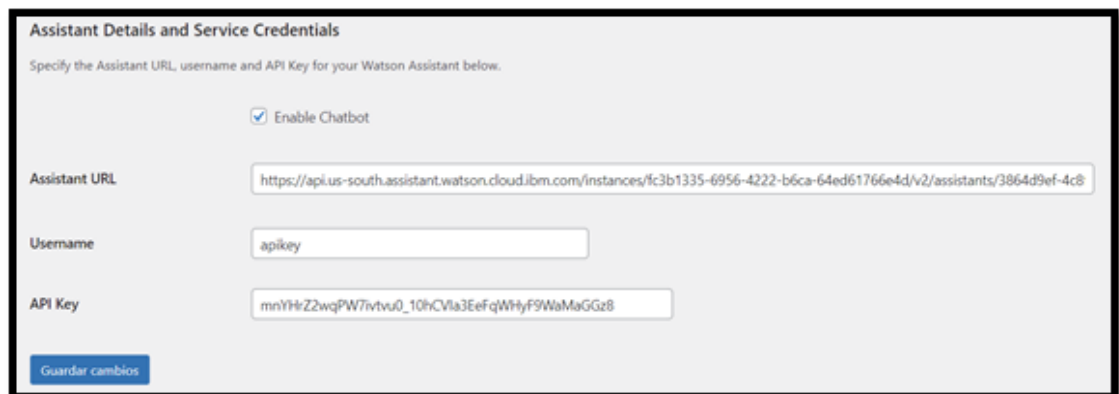 Assistant Details and Service Credentials
Specify the Assistant URL, username and API Key for your Watson Assistant below.
Enable Chatbot
Assistant URL https://api.us-south.assistant.watson.cloud.ibm.com/instances/fc3b1335-6956-4222-b6ca-64ed61766e4d/v2/assistants/3864d9ef-4c8
Username apikey
API Key mnYHrZ2wqPW7ivtvu0_10hCVIa3EeFqWHyF9WaMaGGz8
Guardar cambios